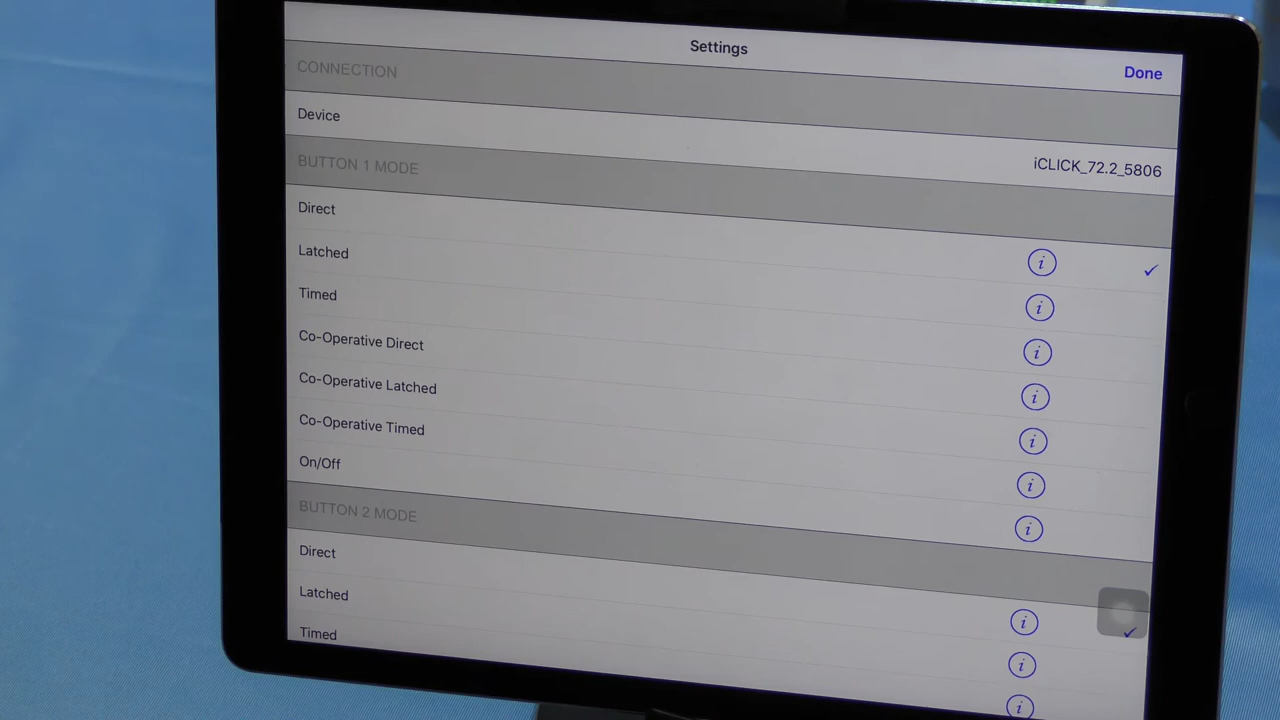 Settings
Done
CONNECTION
Device
iCLICK_72.2_5806
BUTTON 1 MODE
Direct
Latched
Timed
Co-Operative Direct
Co-Operative Latched
Co-Operative Timed
On/Off
BUTTON 2 MODE
Direct
Latched
Timed